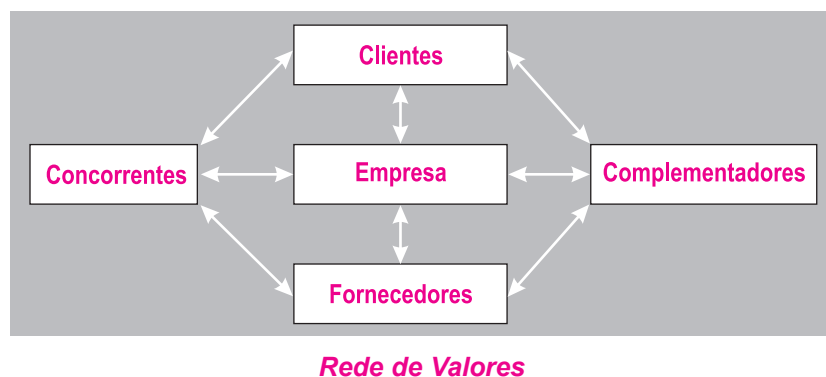 Clientes
Concorrentes
Empresa
Complementadores
Fornecedores
Rede de Valores